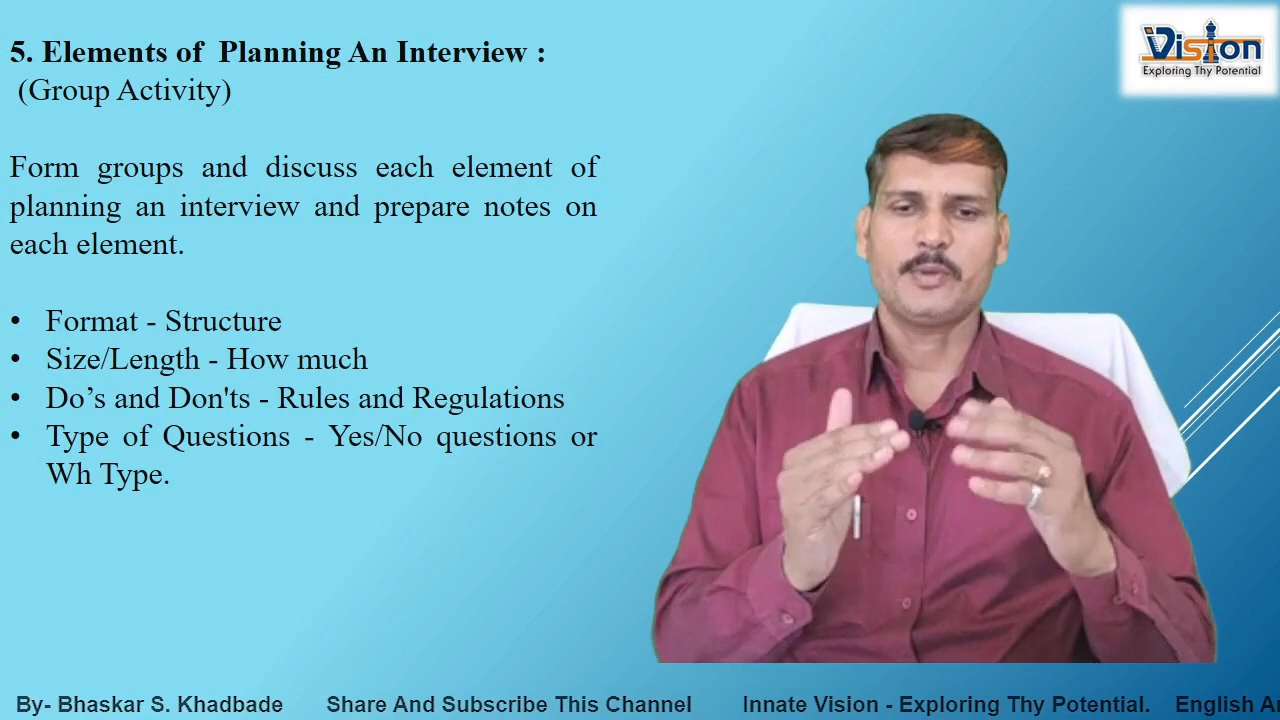 5. Elements of Planning An Interview :
(Group Activity)
Form groups and discuss each element of
planning an interview and prepare notes on
each element.
• Format - Structure
• Size/Length - How much
• Do’s and Don'ts - Rules and Regulations
• Type of Questions - Yes/No questions or
Wh Type.
Vision
Exploring Thy Potential
By- Bhaskar S. Khadbade Share And Subscribe This Channel Innate Vision - Exploring Thy Potential. English